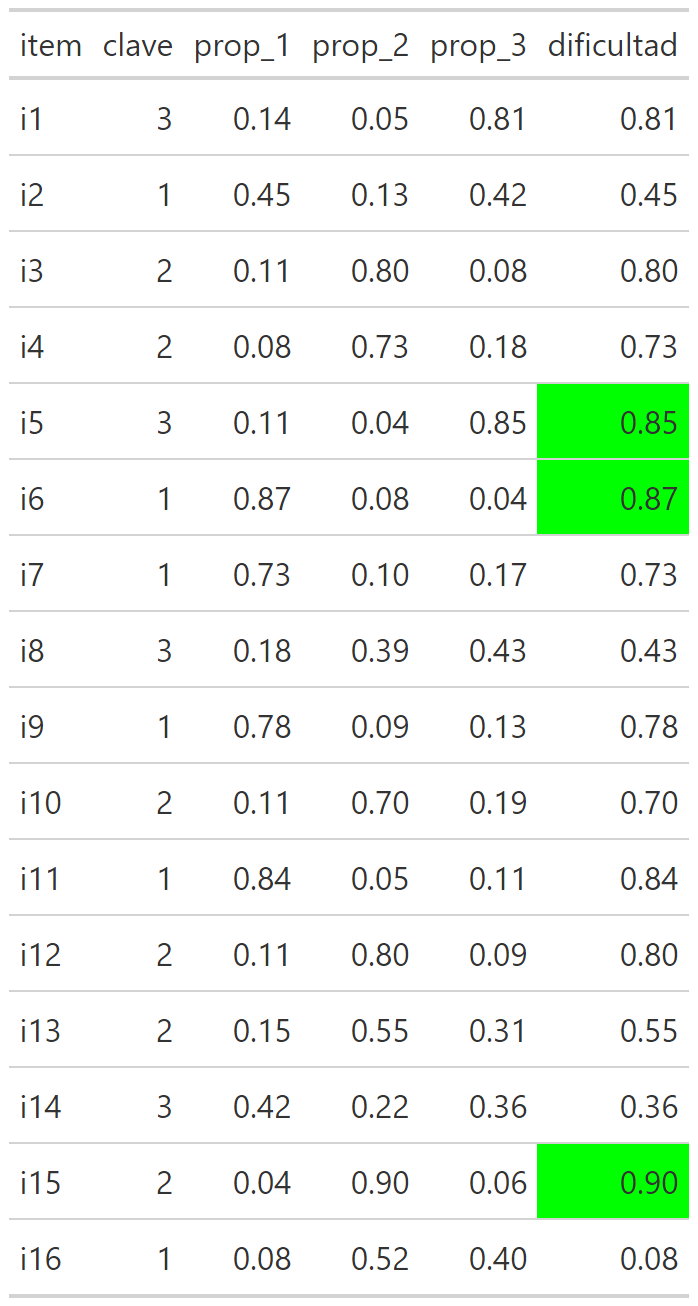 item clave prop_1 prop_2 prop_3 dificultad
i1 3 0.14 0.05 0.81 0.81
i2 1 0.45 0.13 0.42 0.45
i3 2 0.11 0.80 0.08 0.80
i4 2 0.08 0.73 0.18 0.73
i5 3 0.11 0.04 0.85 0.85
i6 1 0.87 0.08 0.04 0.87
i7 1 0.73 0.10 0.17 0.73
i8 3 0.18 0.39 0.43 0.43
i9 1 0.78 0.09 0.13 0.78
i10 2 0.11 0.70 0.19 0.70
i11 1 0.84 0.05 0.11 0.84
i12 2 0.11 0.80 0.09 0.80
i13 2 0.15 0.55 0.31 0.55
i14 3 0.42 0.22 0.36 0.36
i15 2 0.04 0.90 0.06 0.90
i16 1 0.08 0.52 0.40 0.08